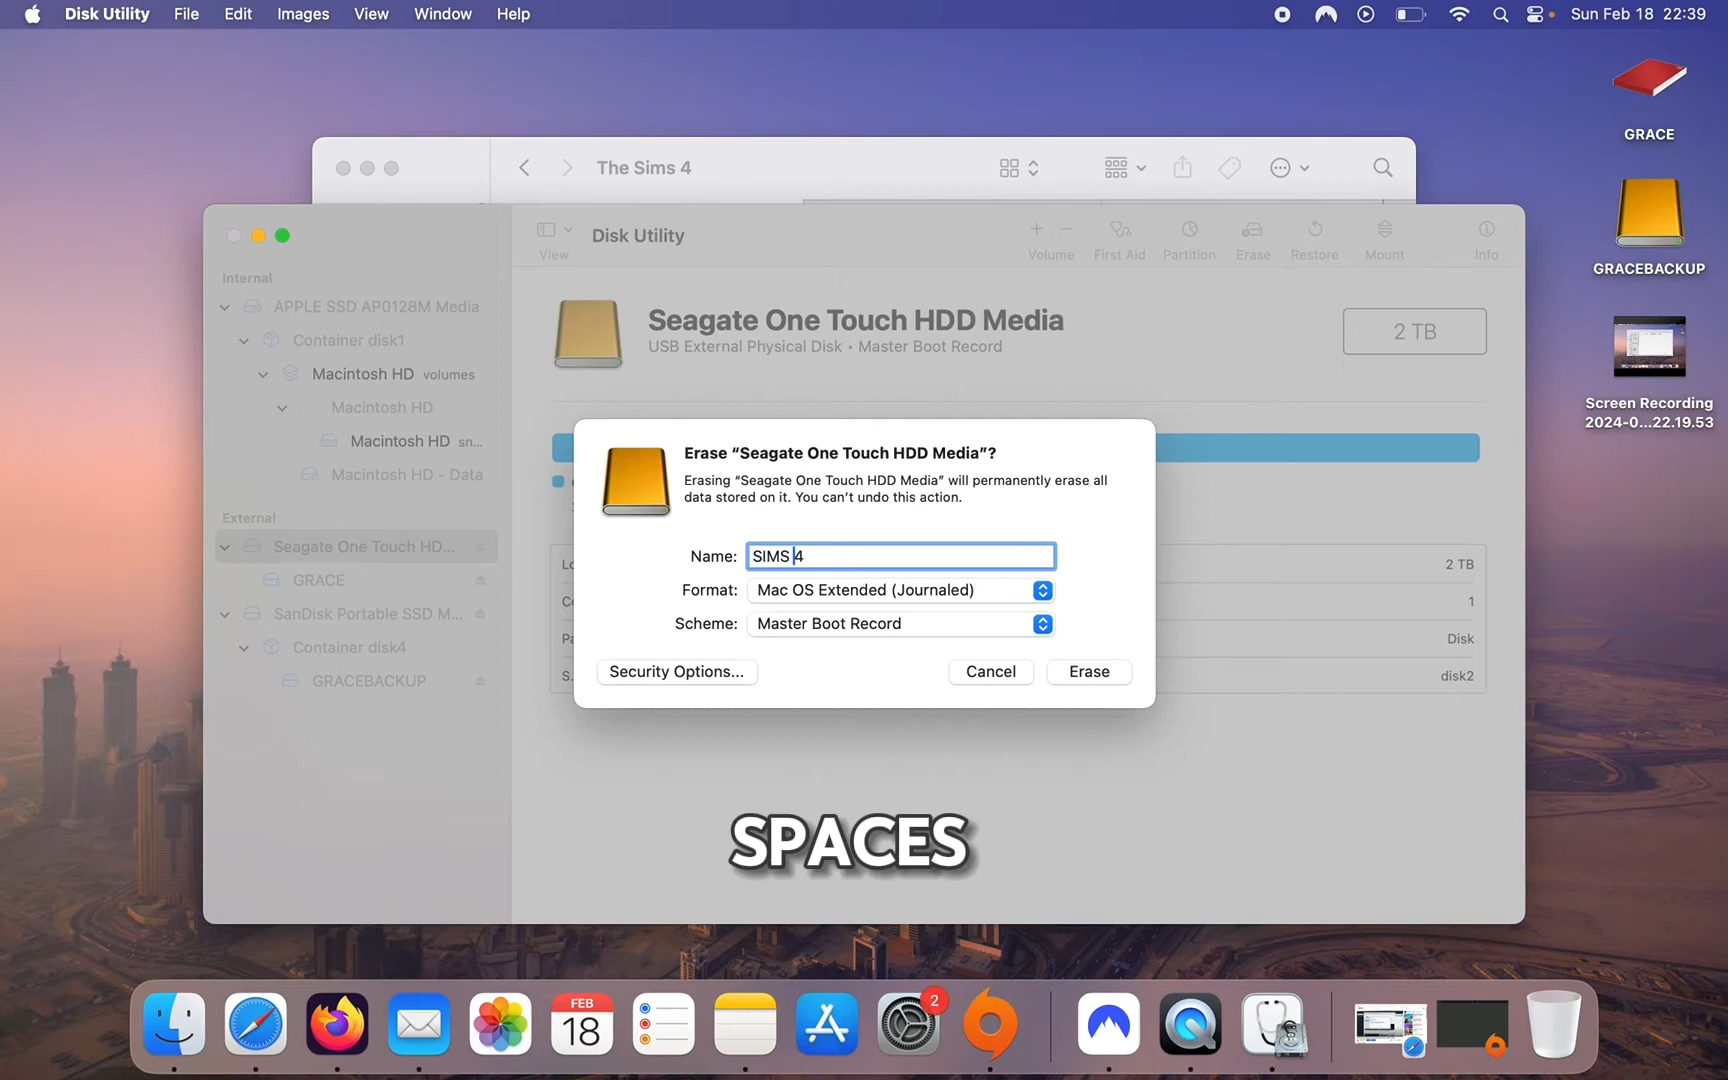 Disk Utility File Edit Images View Window Help Sun Feb 18 22:39
GRACE
GRACEBACKUP
Screen Recording
2024-0...22.19.53
The Sims 4
Disk Utility
View Volume First Aid Partition Erase Restore Mount Info
Internal
APPLE SSD AP0128M Media
Container disk1
Macintosh HD volumes
Macintosh HD
Macintosh HD sn...
Macintosh HD - Data
External
Seagate One Touch HD...
GRACE
SanDisk Portable SSD M...
Container disk4
GRACEBACKUP
Seagate One Touch HDD Media
USB External Physical Disk • Master Boot Record
2 TB
Erase “Seagate One Touch HDD Media”?
Erasing “Seagate One Touch HDD Media” will permanently erase all
data stored on it. You can’t undo this action.
Name: SIMS 4
Format: Mac OS Extended (Journaled)
Scheme: Master Boot Record
Security Options... Cancel Erase
2 TB
1
Disk
disk2
SPACES
FEB
18
2